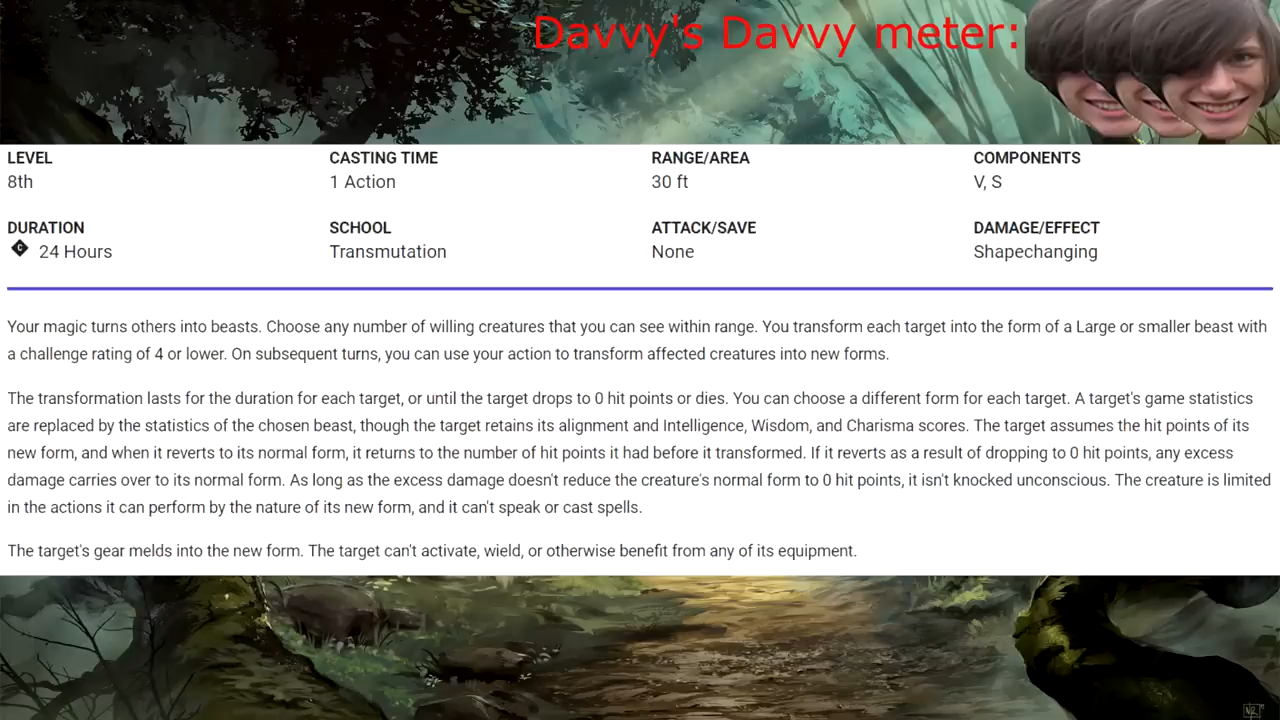 Davvy's Davvy meter:
LEVEL CASTING TIME RANGE/AREA COMPONENTS
8th 1 Action 30 ft V, S
DURATION SCHOOL ATTACK/SAVE DAMAGE/EFFECT
C 24 Hours Transmutation None Shapechanging
Your magic turns others into beasts. Choose any number of willing creatures that you can see within range. You transform each target into the form of a Large or smaller beast with
a challenge rating of 4 or lower. On subsequent turns, you can use your action to transform affected creatures into new forms.
The transformation lasts for the duration for each target, or until the target drops to 0 hit points or dies. You can choose a different form for each target. A target's game statistics
are replaced by the statistics of the chosen beast, though the target retains its alignment and Intelligence, Wisdom, and Charisma scores. The target assumes the hit points of its
new form, and when it reverts to its normal form, it returns to the number of hit points it had before it transformed. If it reverts as a result of dropping to 0 hit points, any excess
damage carries over to its normal form. As long as the excess damage doesn't reduce the creature's normal form to 0 hit points, it isn't knocked unconscious. The creature is limited
in the actions it can perform by the nature of its new form, and it can't speak or cast spells.
The target's gear melds into the new form. The target can't activate, wield, or otherwise benefit from any of its equipment.